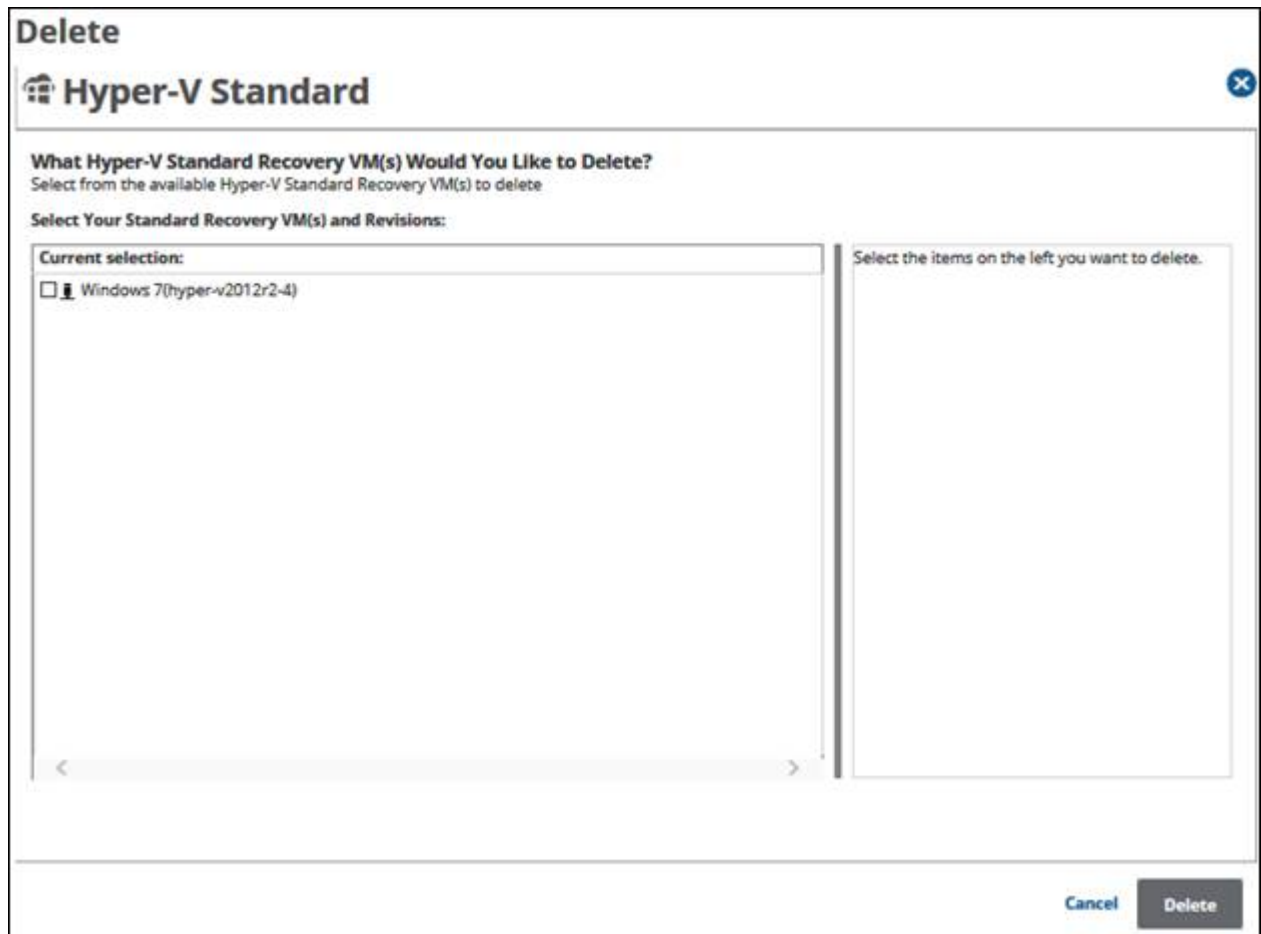 Delete
Hyper-V Standard
What Hyper-V Standard Recovery VM(s) Would You Like to Delete?
Select from the available Hyper-V Standard Recovery VM(s) to delete
Select Your Standard Recovery VM(s) and Revisions:
Current selection:
Select the items on the left you want to delete.
Windows 7(hyper-v2012r2-4)
Cancel
Delete